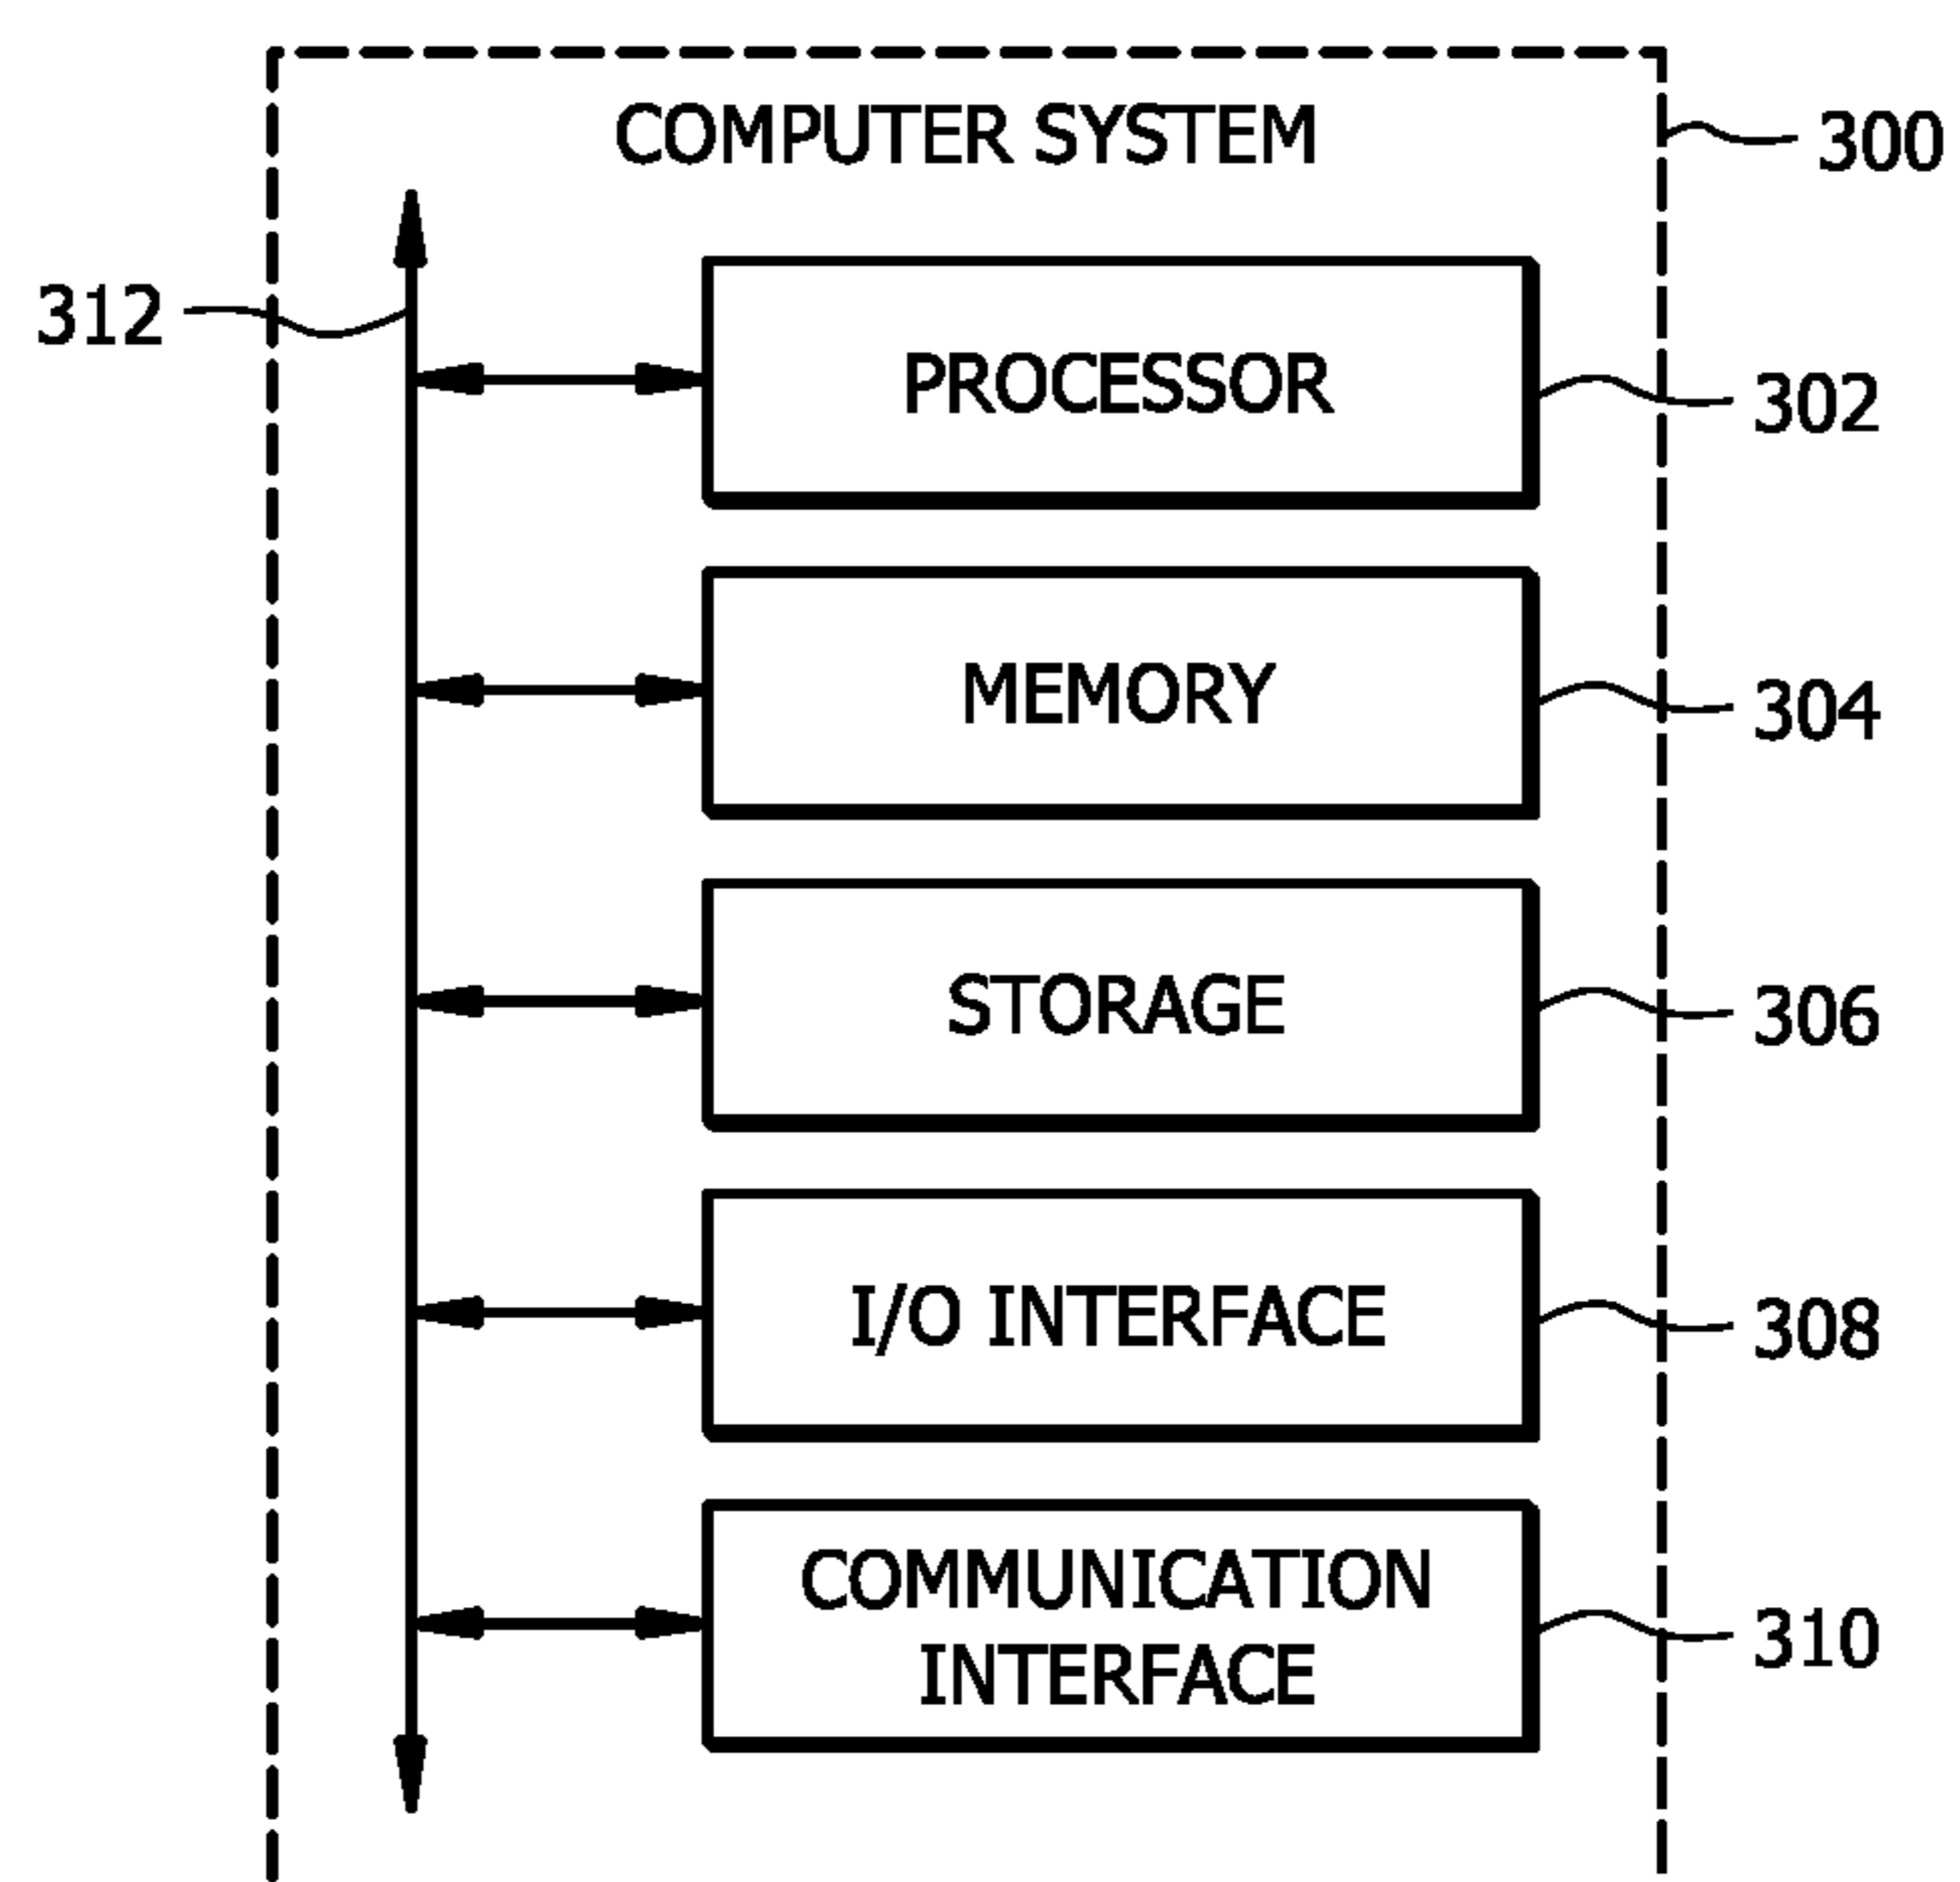 COMPUTER SYSTEM
300
312
PROCESSOR
302
MEMORY
304
STORAGE
306
I/O INTERFACE
308
COMMUNICATION
INTERFACE
310